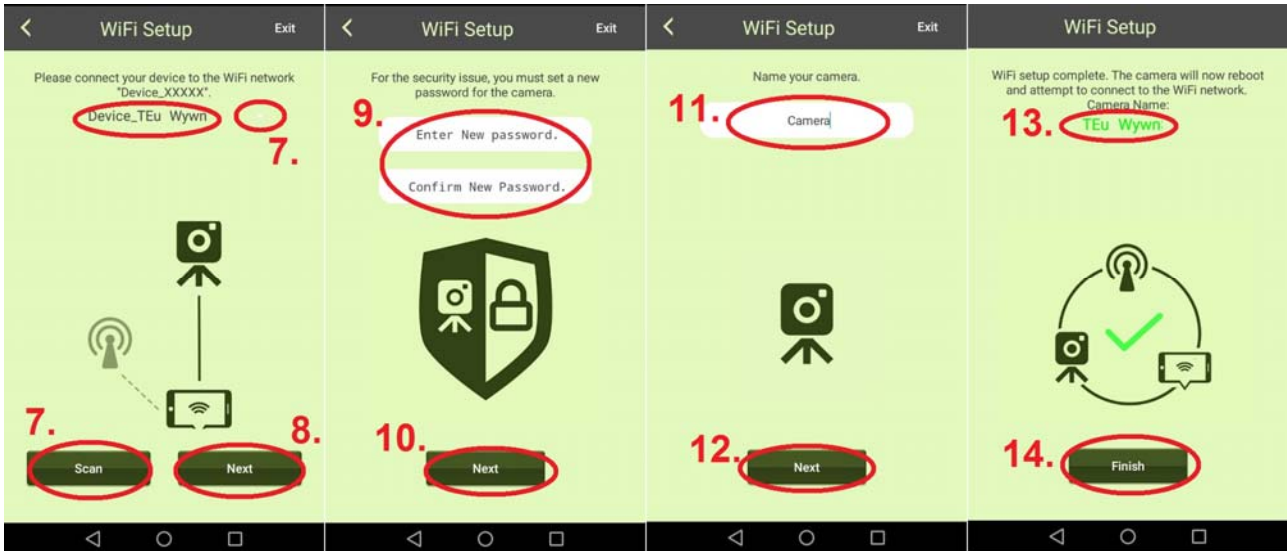 WiFi Setup
Exit
Please connect your device to the WiFi network
"Device_XXXXX".
Device_TEu Wywn
7.
7.
Scan
8.
Next
WiFi Setup
Exit
For the security issue, you must set a new
password for the camera.
9.
Enter New password.
Confirm New Password.
10.
Next
WiFi Setup
Exit
Name your camera.
11.
Camera
12.
Next
WiFi Setup
WiFi setup complete. The camera will now reboot
and attempt to connect to the WiFi network.
Camera Name:
13.
TEu Wywn
14.
Finish